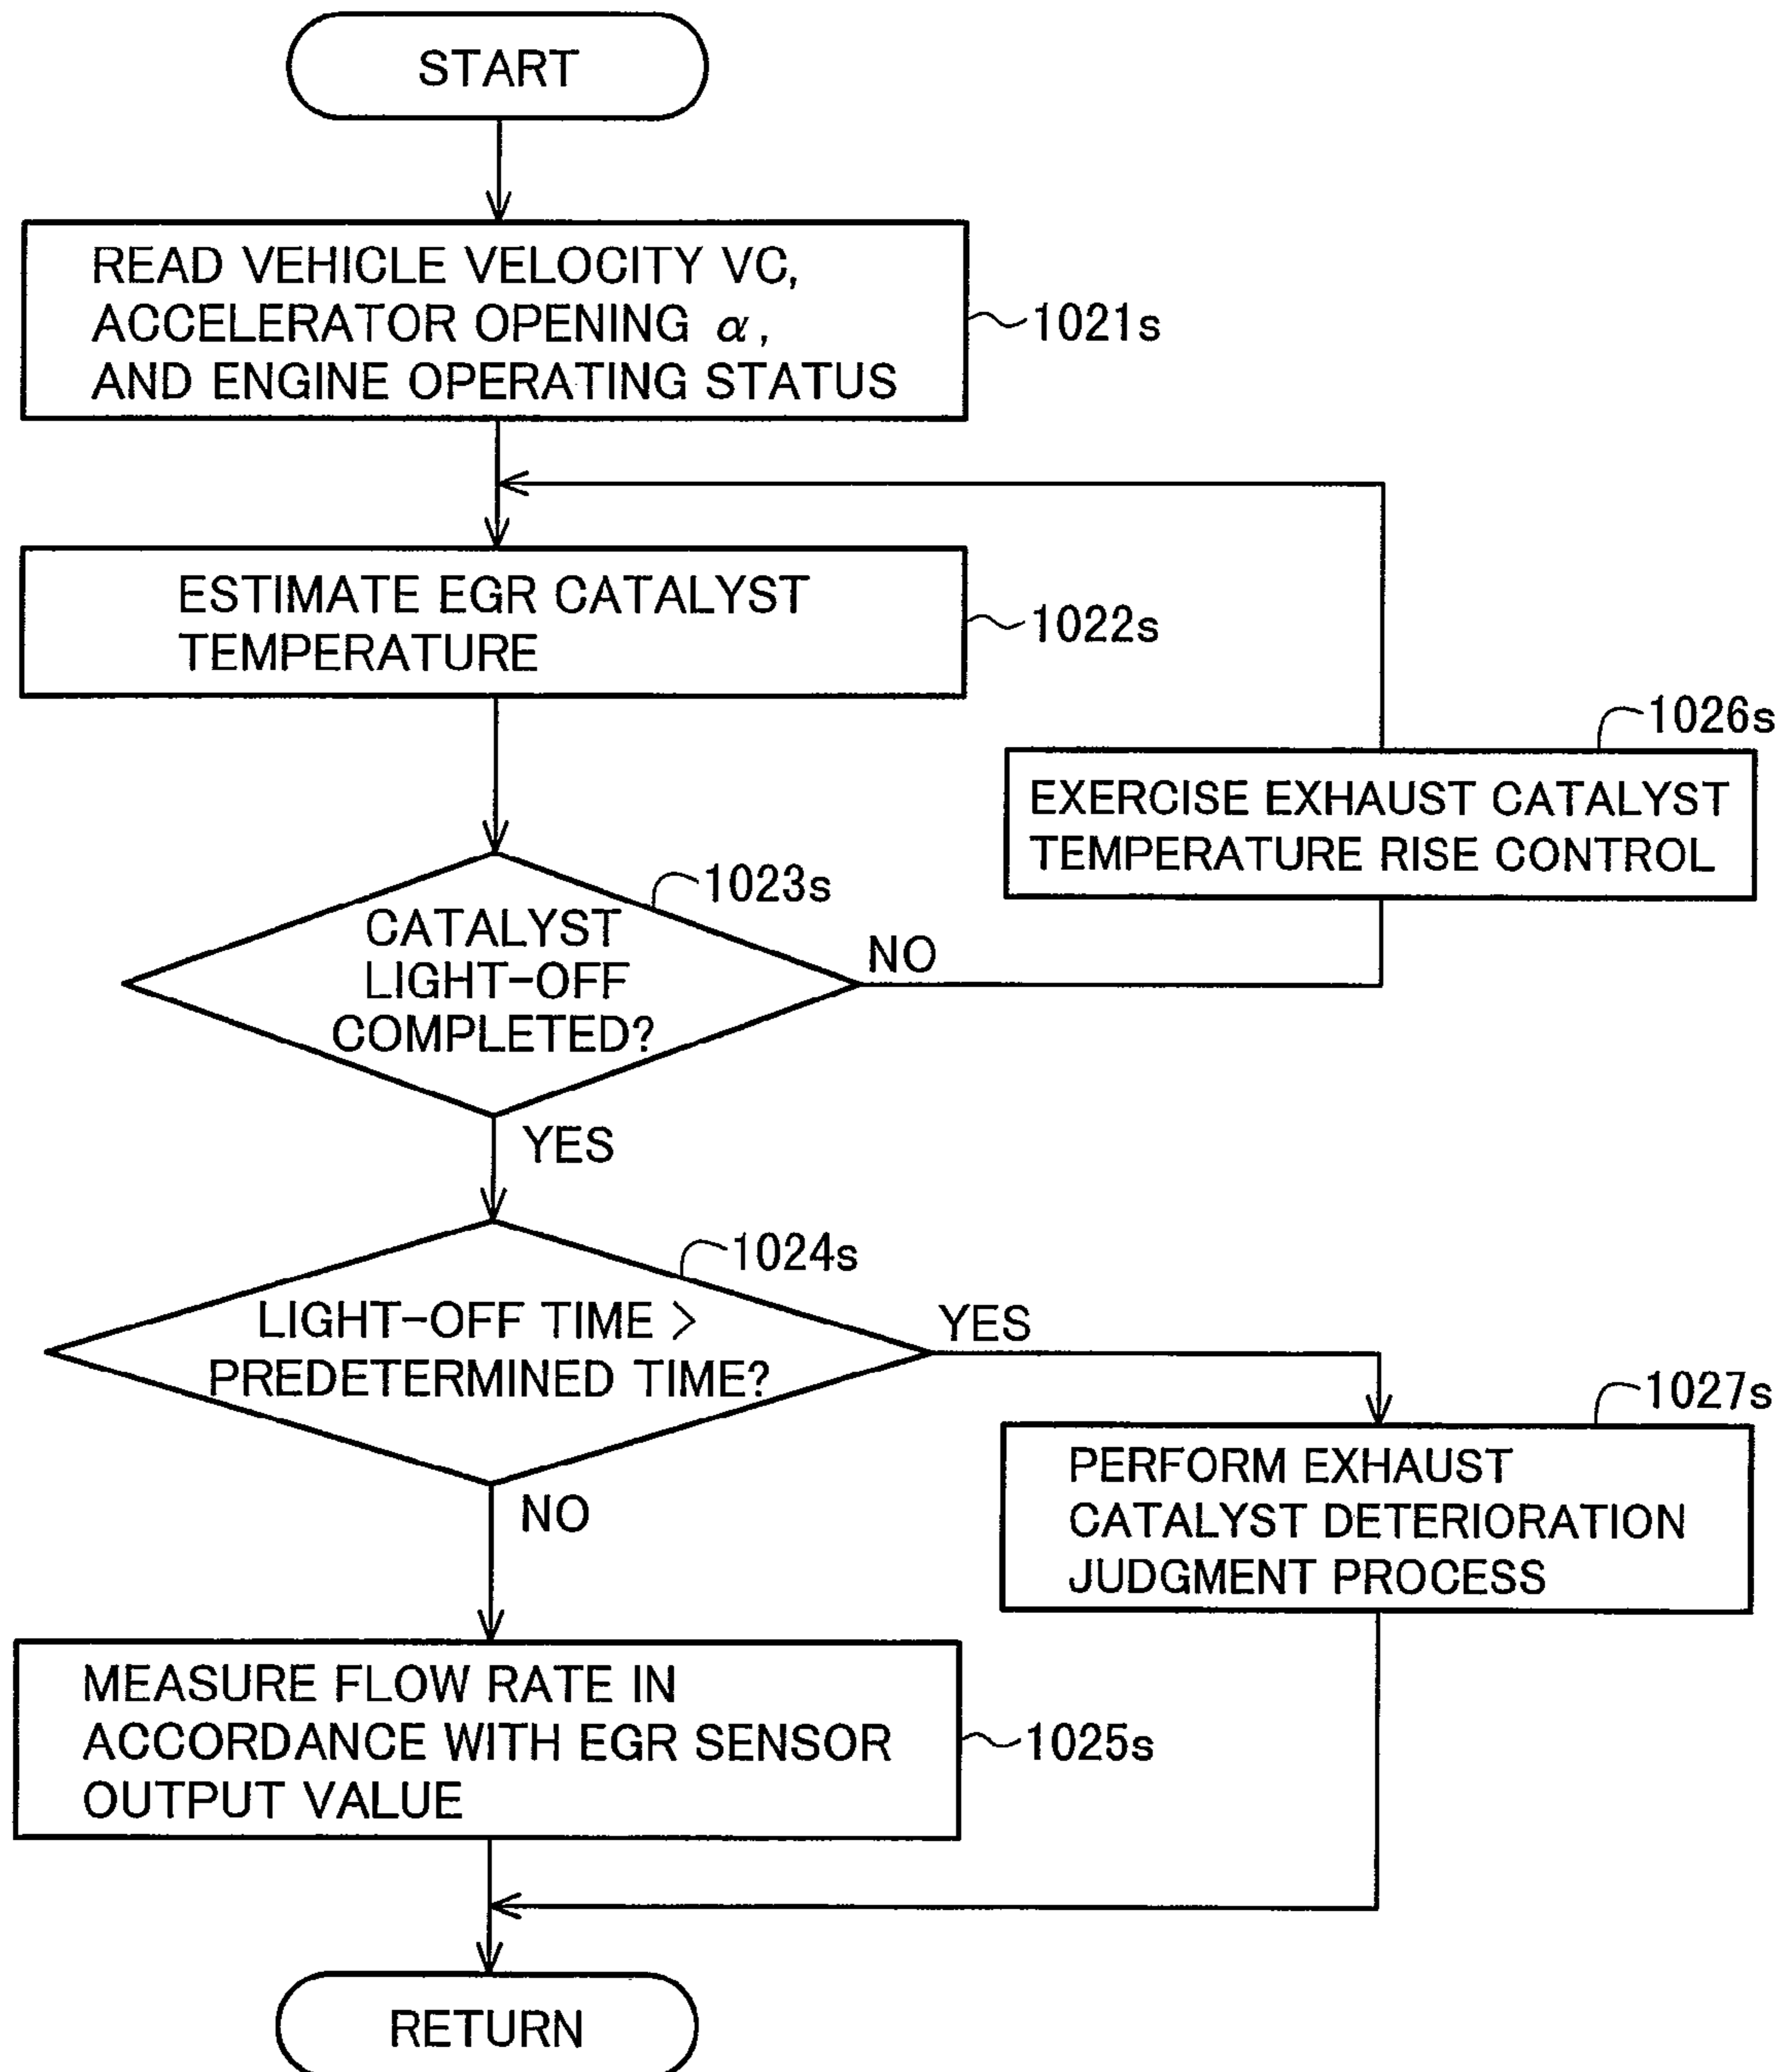 START
READ VEHICLE VELOCITY VC,
ACCELERATOR OPENING α,
AND ENGINE OPERATING STATUS
1021s
ESTIMATE EGR CATALYST
TEMPERATURE
1022s
1026s
EXERCISE EXHAUST CATALYST
TEMPERATURE RISE CONTROL
1023s
CATALYST
LIGHT-OFF
COMPLETED?
NO
YES
1024s
LIGHT-OFF TIME >
PREDETERMINED TIME?
YES
NO
1027s
PERFORM EXHAUST
CATALYST DETERIORATION
JUDGMENT PROCESS
MEASURE FLOW RATE IN
ACCORDANCE WITH EGR SENSOR
OUTPUT VALUE
1025s
RETURN